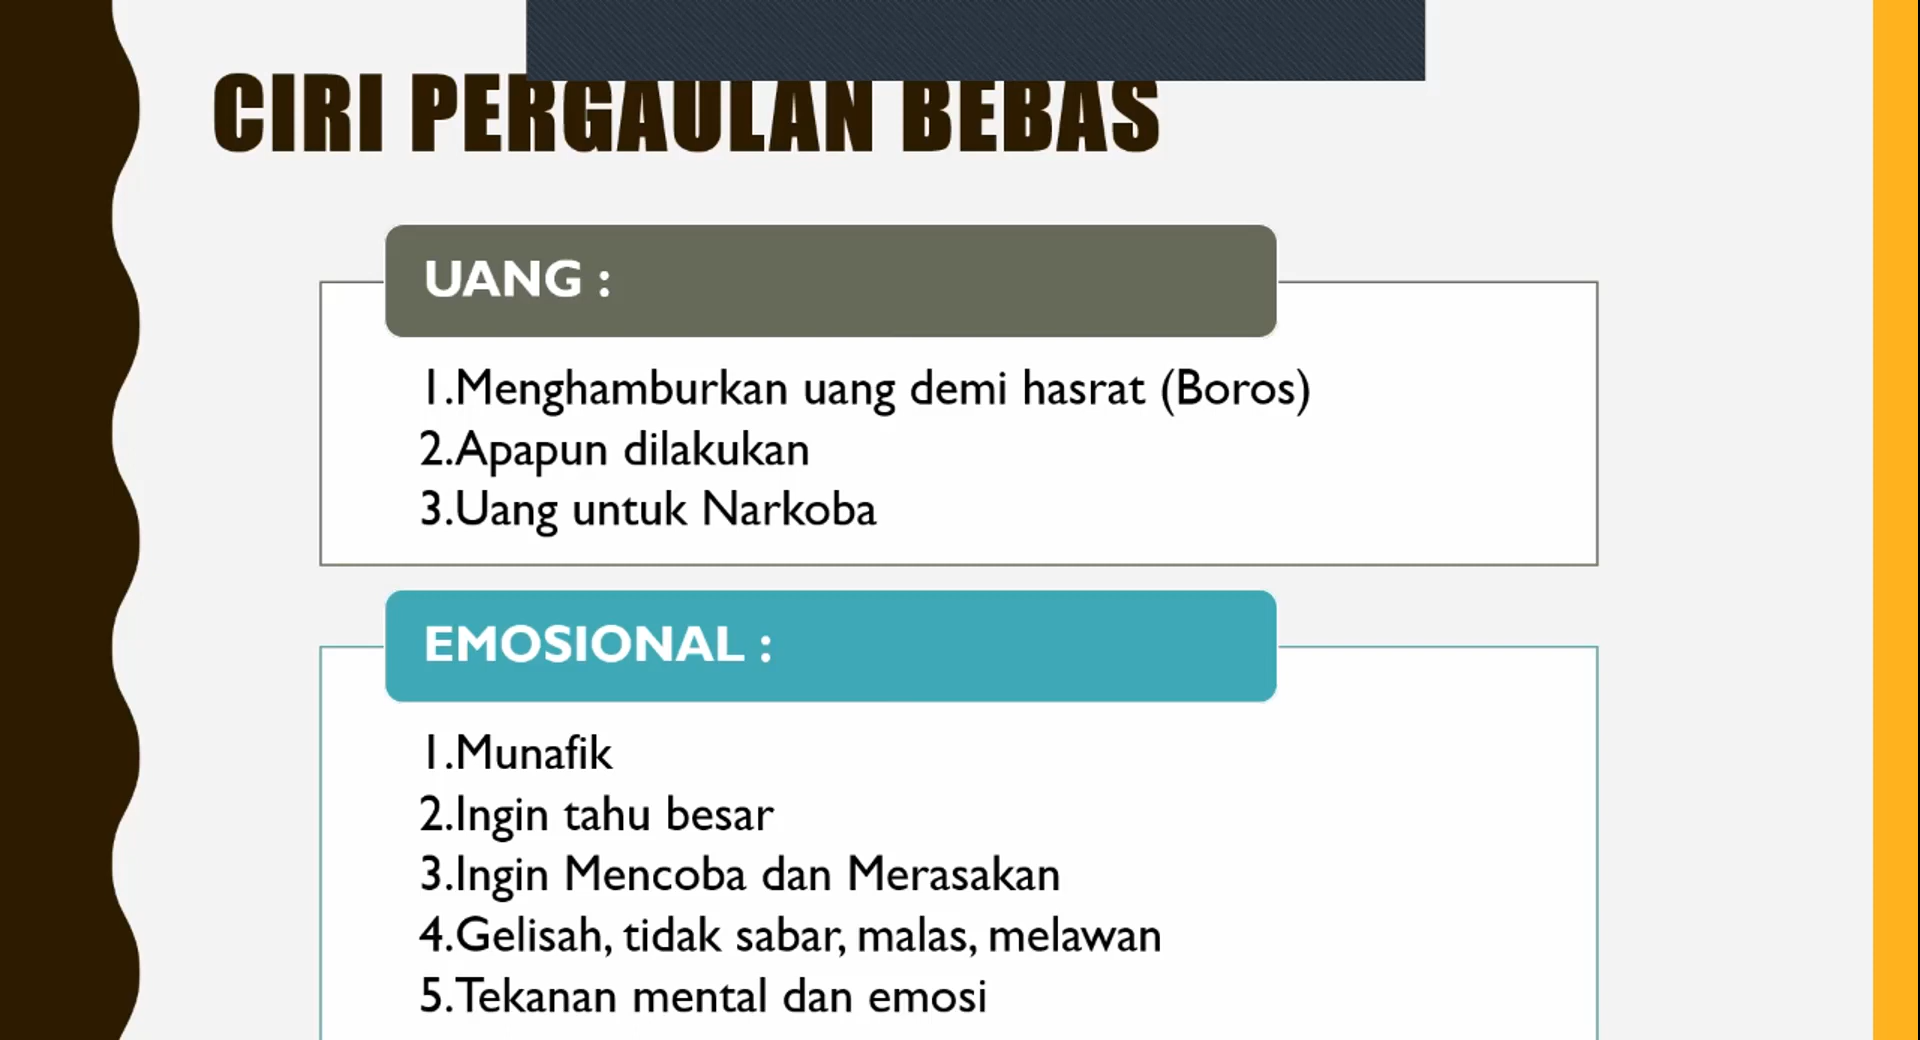 CIRI PERGAULAN BEBAS
UANG :
1.Menghamburkan uang demi hasrat (Boros)
2.Apapun dilakukan
3.Uang untuk Narkoba
EMOSIONAL :
1.Munafik
2.Ingin tahu besar
3.Ingin Mencoba dan Merasakan
4.Gelisah, tidak sabar, malas, melawan
5.Tekanan mental dan emosi